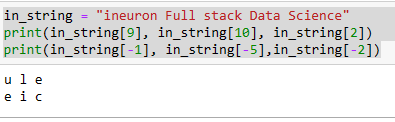 in_string = "ineuron Full stack Data Science"
print(in_string[9], in_string[10], in_string[2])
print(in_string[-1], in_string[-5],in_string[-2])
u l e
e i c